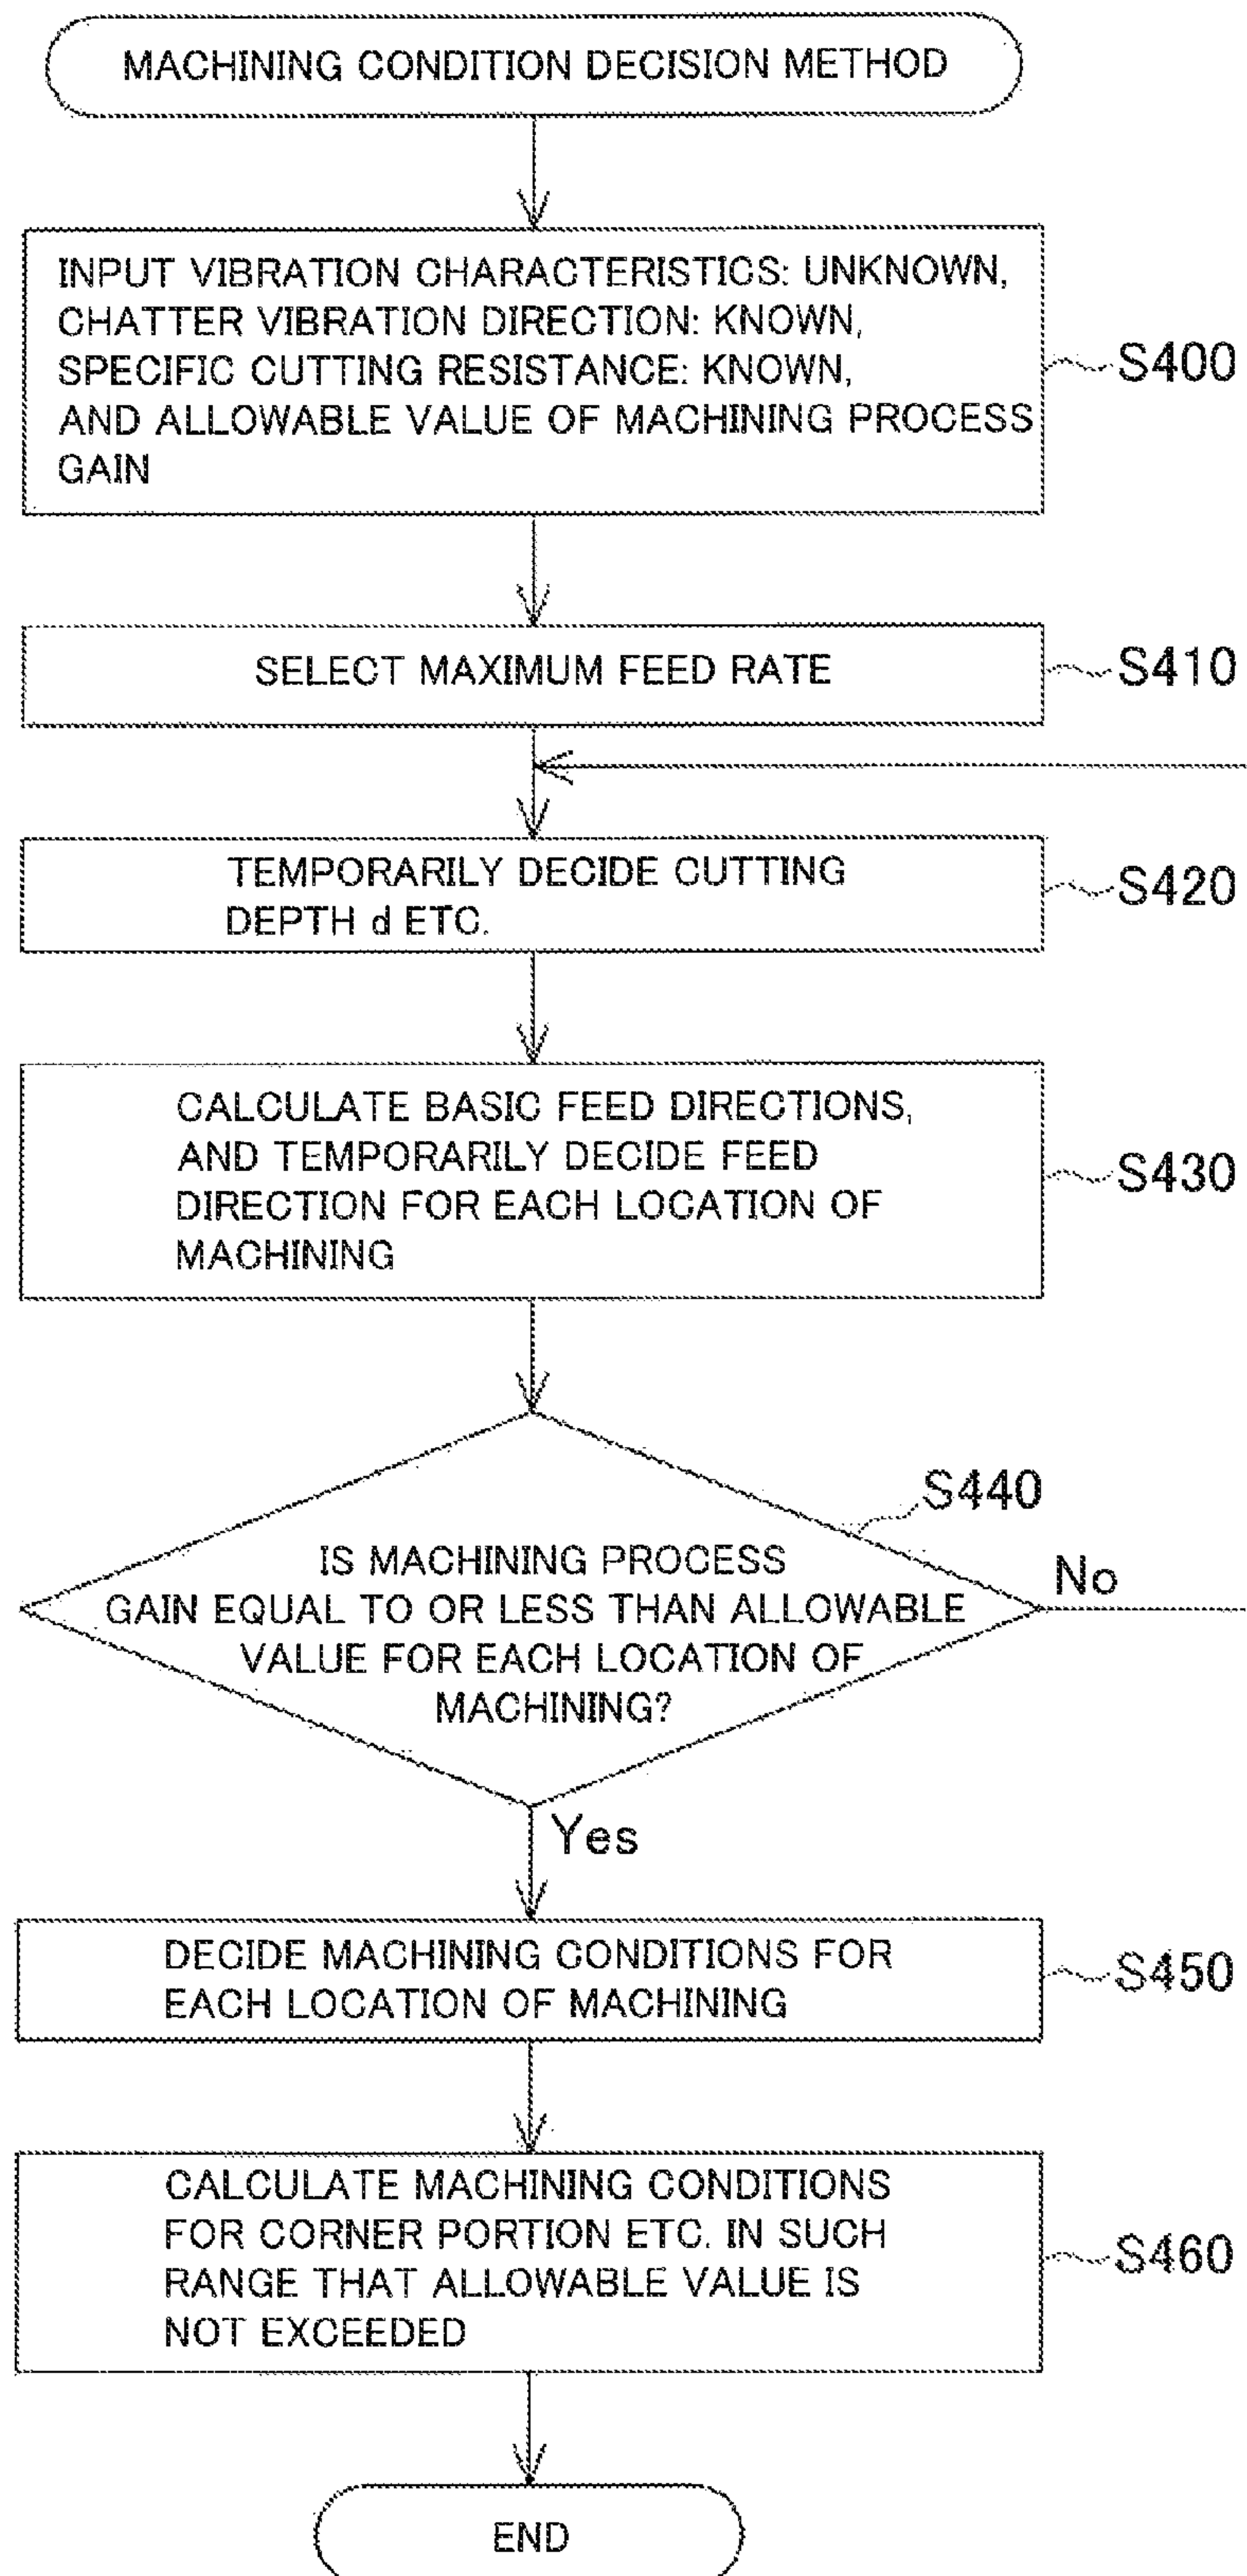 MACHINING CONDITION DECISION METHOD
INPUT VIBRATION CHARACTERISTICS: UNKNOWN,
CHATTER VIBRATION DIRECTION: KNOWN,
SPECIFIC CUTTING RESISTANCE: KNOWN,
AND ALLOWABLE VALUE OF MACHINING PROCESS
GAIN
S400
SELECT MAXIMUM FEED RATE
S410
TEMPORARILY DECIDE CUTTING
DEPTH d ETC.
S420
CALCULATE BASIC FEED DIRECTIONS,
AND TEMPORARILY DECIDE FEED
DIRECTION FOR EACH LOCATION OF
MACHINING
S430
S440
IS MACHINING PROCESS
GAIN EQUAL TO OR LESS THAN ALLOWABLE
VALUE FOR EACH LOCATION OF
MACHINING?
No
Yes
DECIDE MACHINING CONDITIONS FOR
EACH LOCATION OF MACHINING
S450
CALCULATE MACHINING CONDITIONS
FOR CORNER PORTION ETC. IN SUCH
RANGE THAT ALLOWABLE VALUE IS
NOT EXCEEDED
S460
END